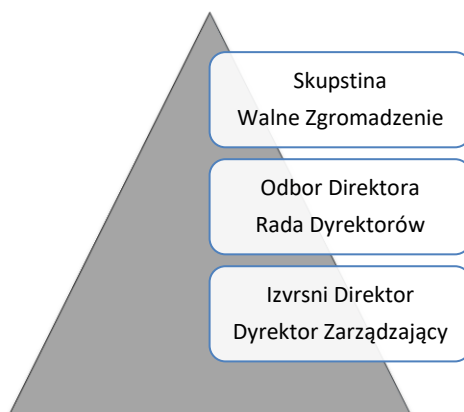 Skupstina
Walne Zgromadzenie
Odbor Direktora
Rada Dyrektorów
Izvrsni Direktor
Dyrektor Zarządzający